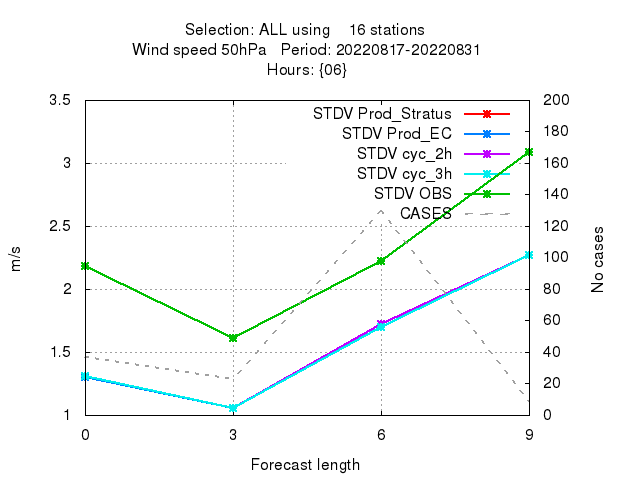 Selection: ALL using    16 stations
Wind speed 50hPa   Period: 20220817-20220831
Hours: {06}
STDV Prod_Stratus
STDV Prod_EC
STDV cyc_2h
STDV cyc_3h
STDV OBS
CASES
m/s
3.5
3
2.5
2
1.5
1
200
180
160
140
120
100
80
60
40
20
0
No cases
0 3 6 9
Forecast length